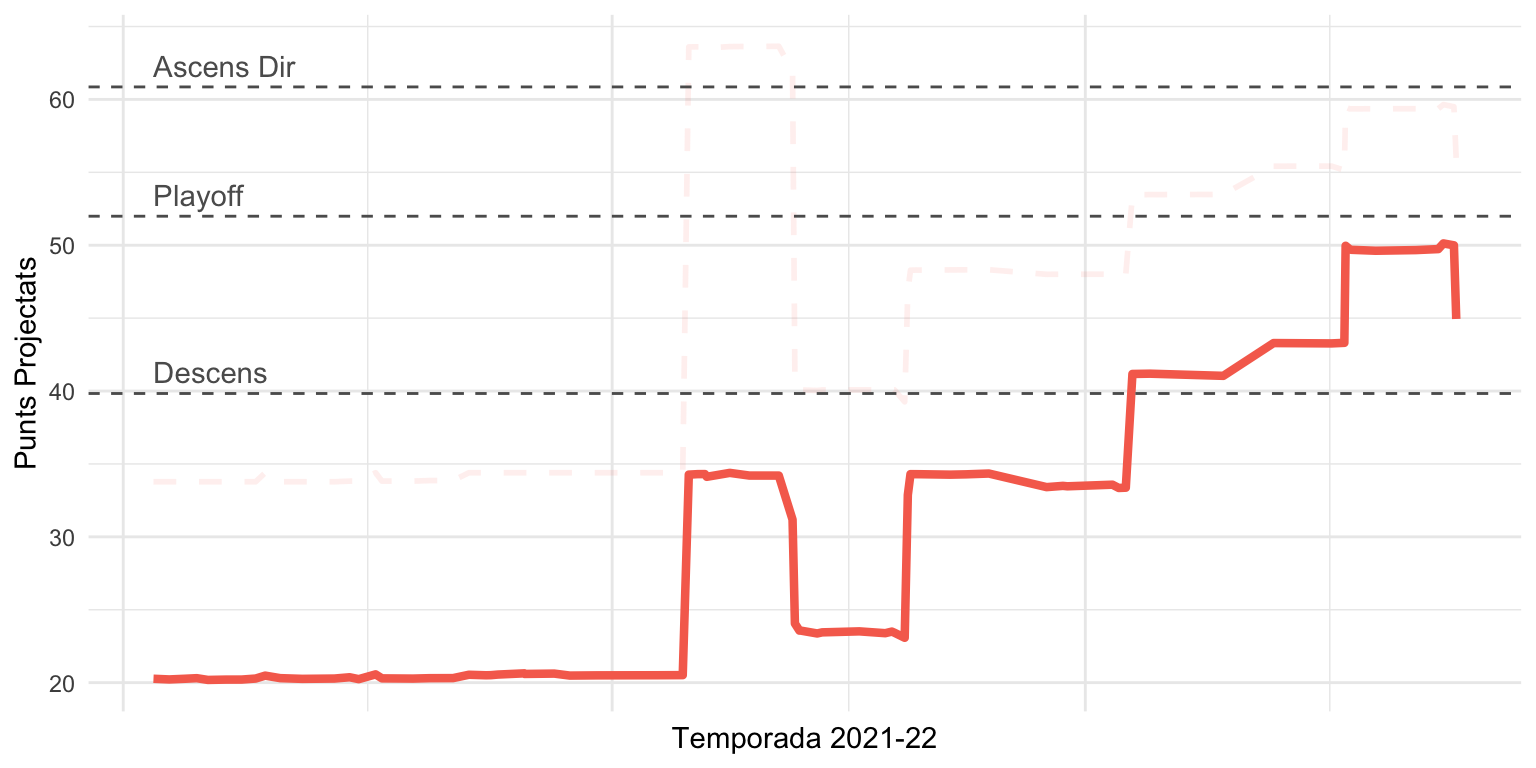 Ascens Dir
60
Playoff
50
Descens
40
30
20
Punts Projectats
Temporada 2021-22